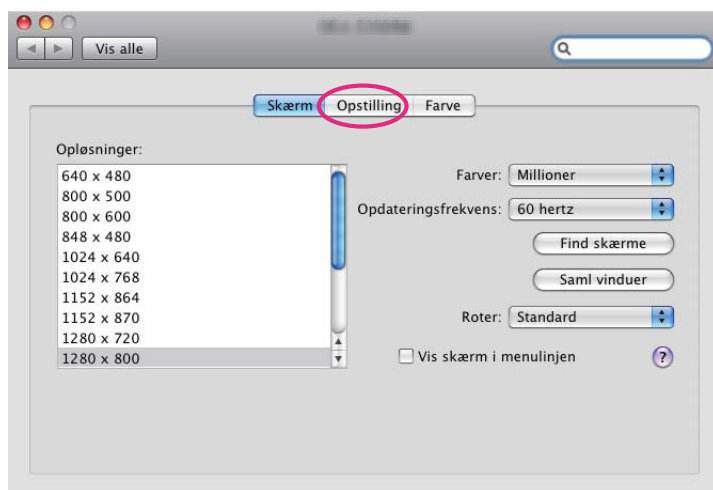 Vis alle
Skærm Opstilling Farve
Opløsninger:
640 x 480
800 x 500
800 x 600
848 x 480
1024 x 640
1024 x 768
1152 x 864
1152 x 870
1280 x 720
1280 x 800
Farver: Millioner
Opdateringsfrekvens: 60 hertz
Find skærme
Saml vinduer
Roter: Standard
Vis skærm i menulinjen ?